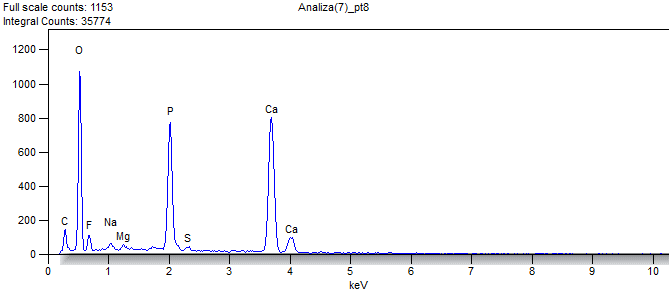 Full scale counts: 1153
Analiza(7)_pt8
Integral Counts: 35774
1200
1000
800
600
400
200
0
O
P
Ca
C
F
Na
Mg
S
Ca
0
1
2
3
4
5
6
7
8
9
10
keV